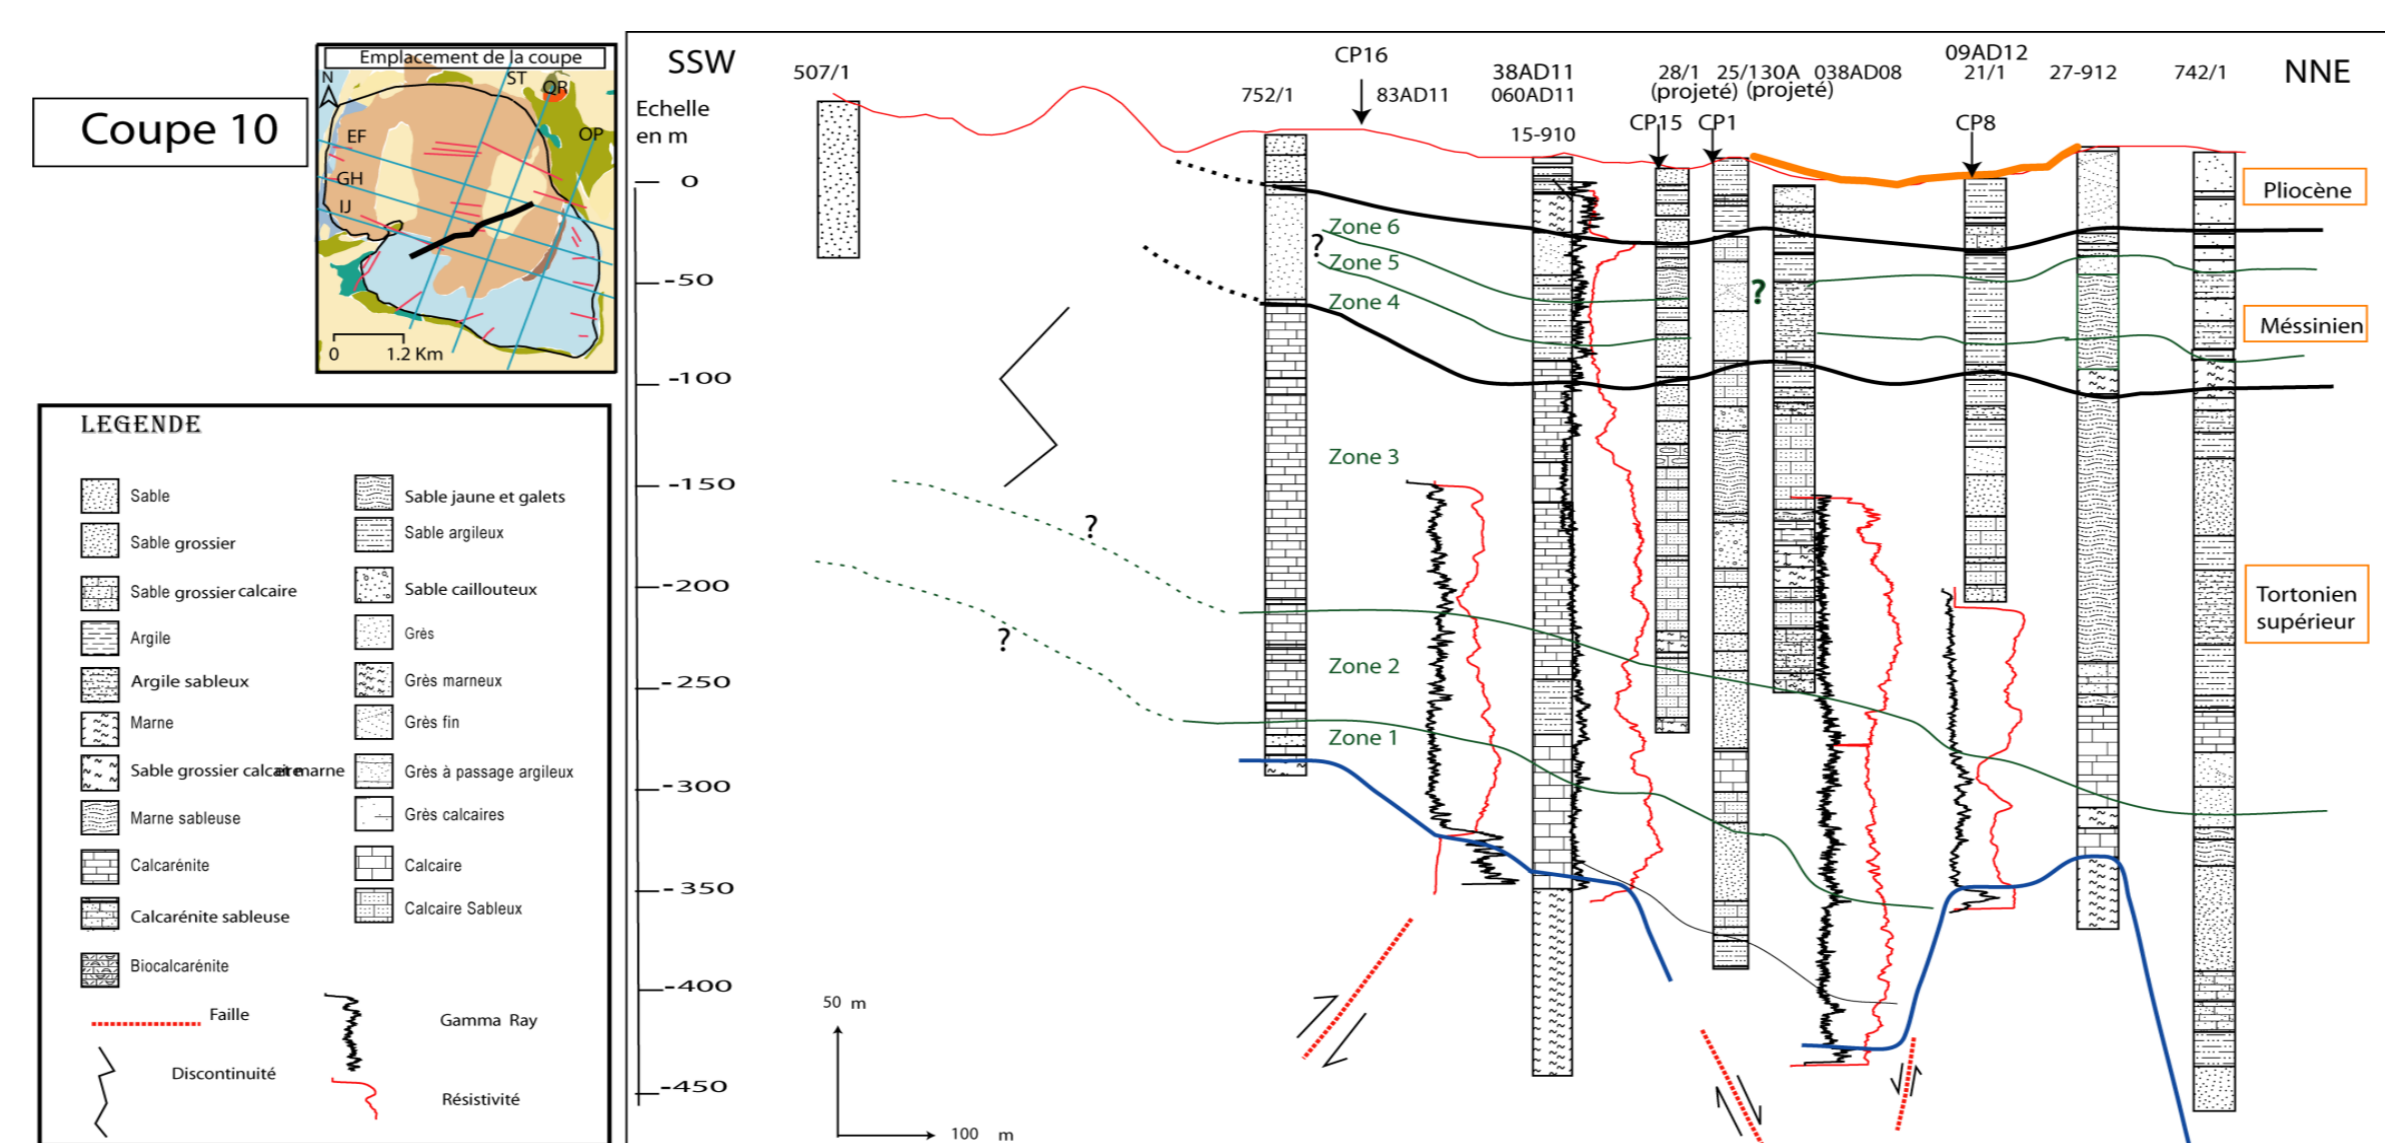 Emplacement de la coupe
N
ST
QR
EF
OP
GH
IJ
0 1.2 Km
Coupe 10
SSW
NNE
Echelle
en m
507/1
752/1
CP16
83AD11
38AD11
060AD11
15-910
28/1
(projeté)
CP15
25/130A
(projeté)
CP1
038AD08
09AD12
21/1
CP8
27-912
742/1
0
-50
-100
-150
-200
-250
-300
-350
-400
-450
Zone 6
?
Zone 5
Zone 4
?
Zone 3
?
?
Zone 2
Zone 1
Pliocène
Méssinien
Tortonien
supérieur
50 m
100 m
LEGENDE
Sable
Sable grossier
Sable grossier calcaire
Argile
Argile sableux
Marne
Sable grossier calcaire et marne
Marne sableuse
Calcarénite
Calcarénite sableuse
Biocalcarénite
Faille
Discontinuité
Sable jaune et galets
Sable argileux
Sable caillouteux
Grès
Grès marneux
Grès fin
Grès à passage argileux
Grès calcaires
Calcaire
Calcaire Sableux
Gamma Ray
Résistivité